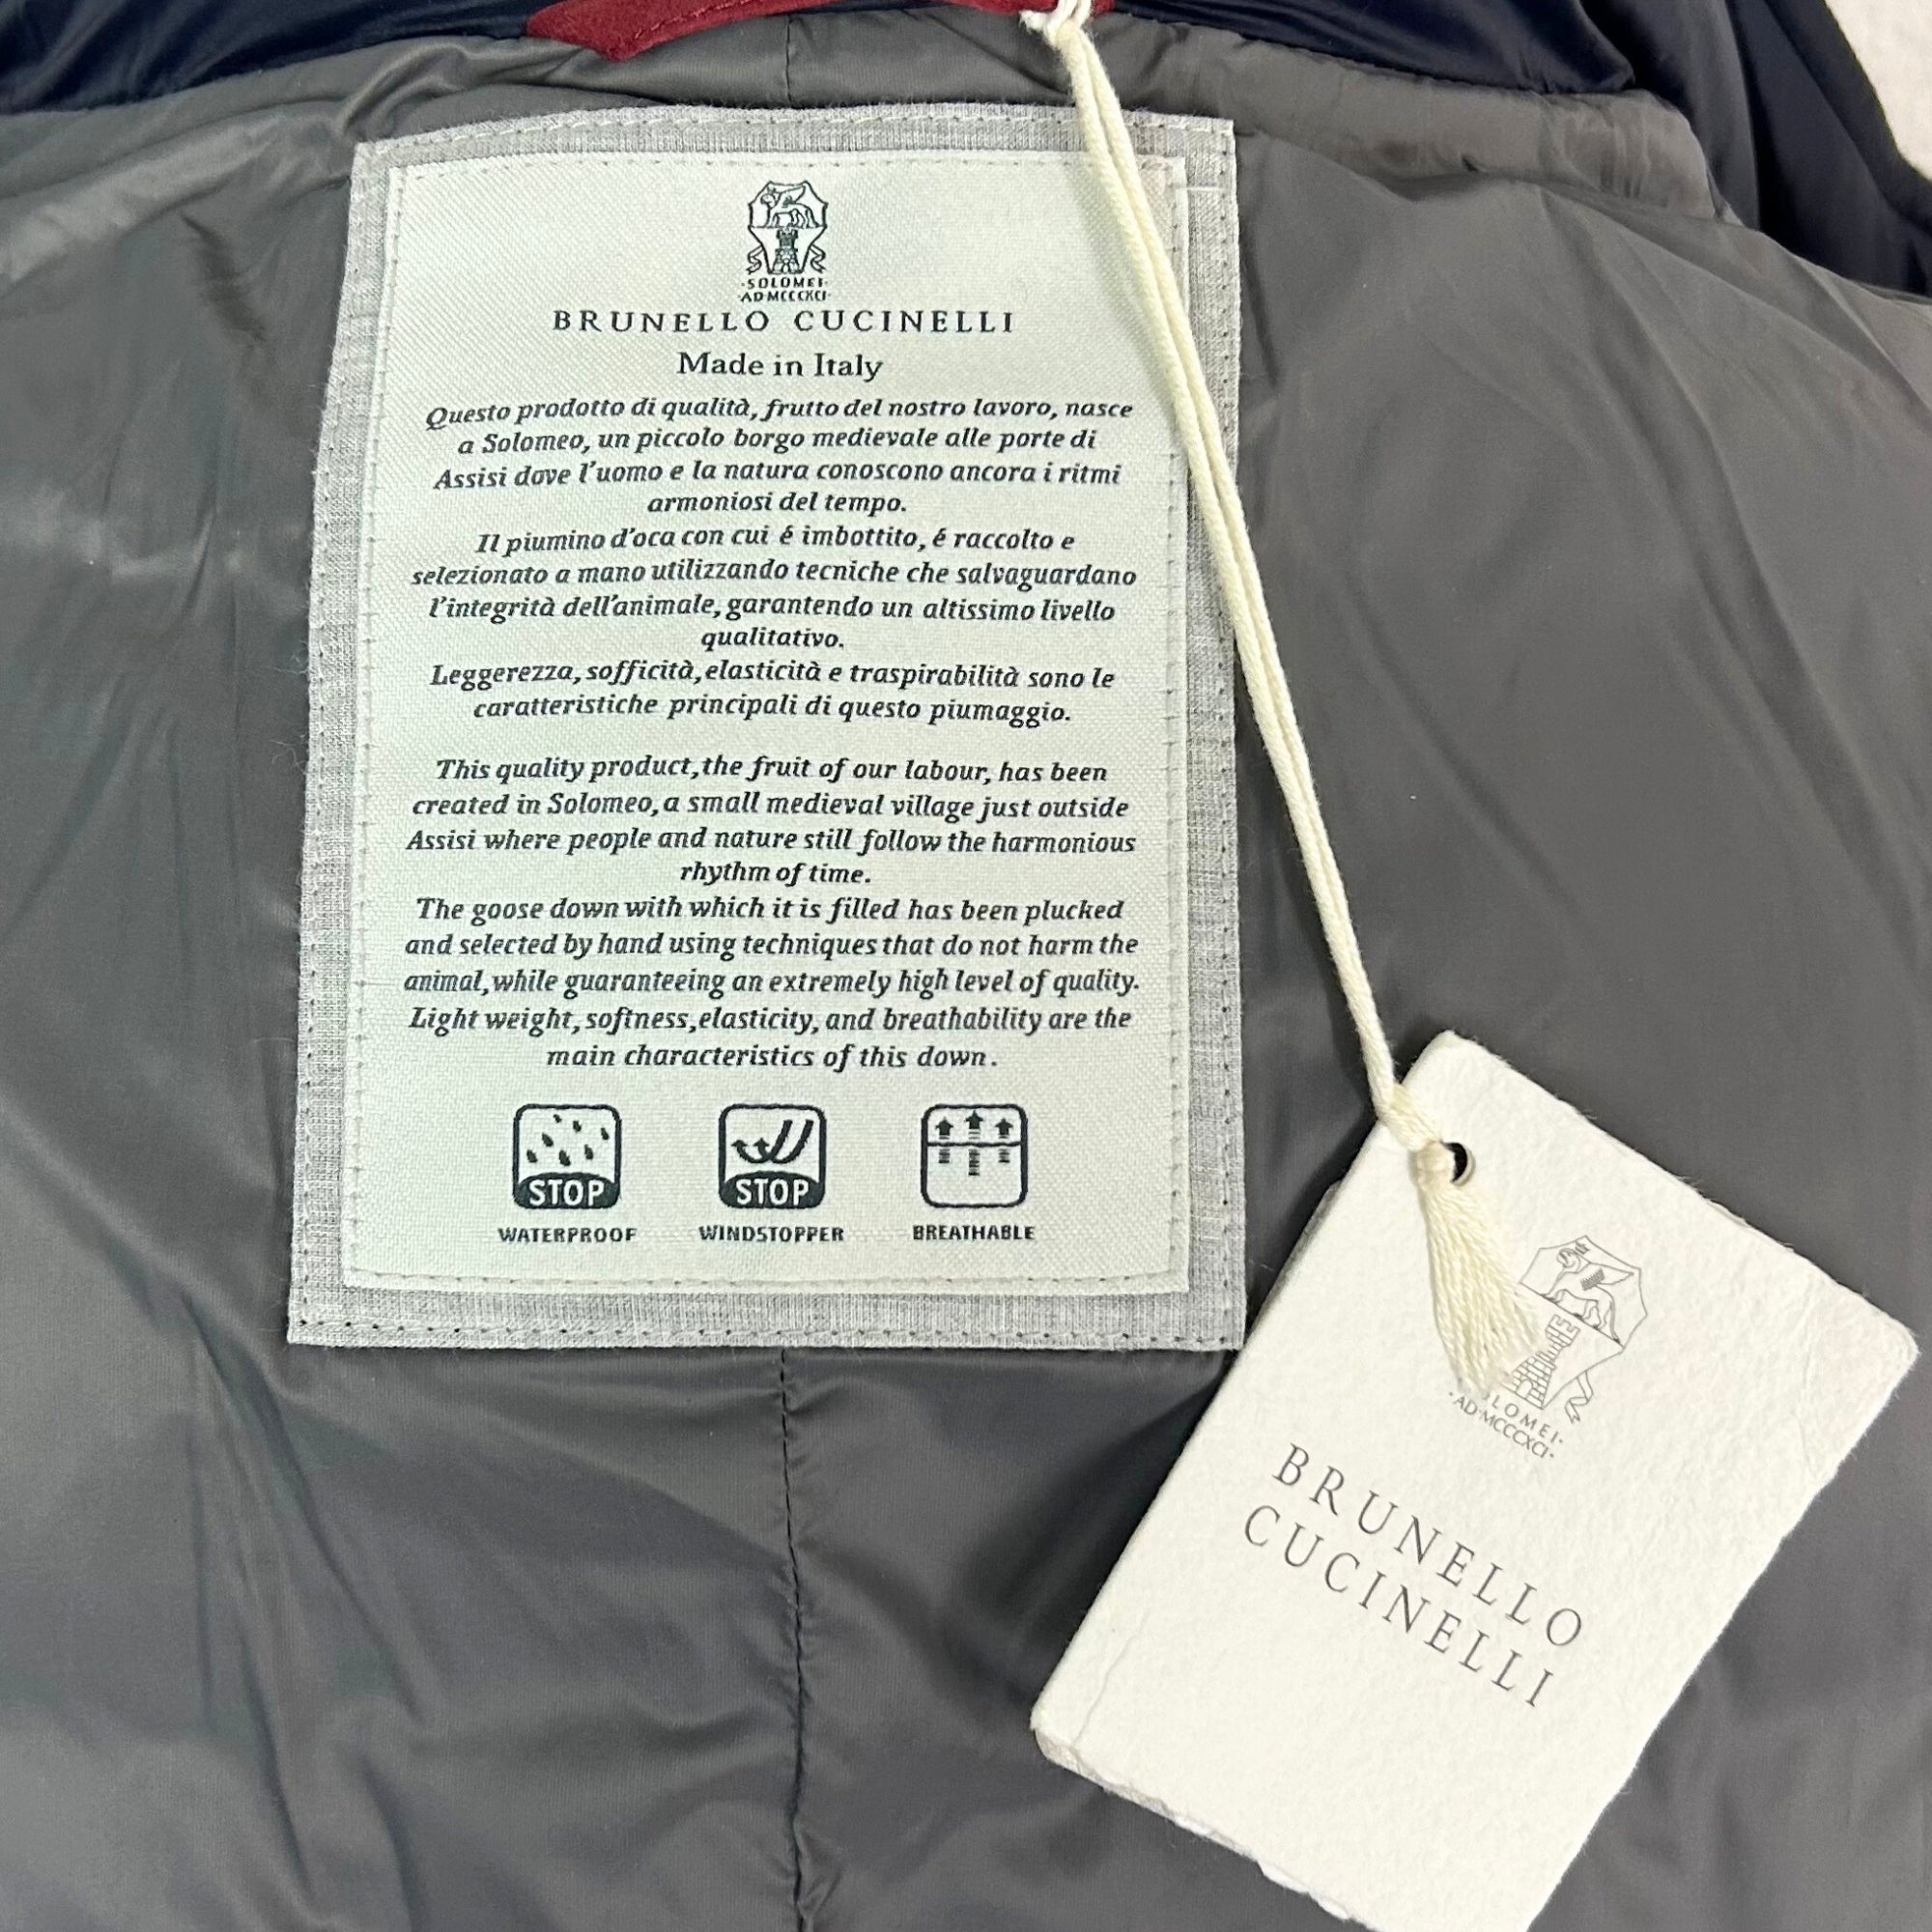 ·SOLOMEI·
·AD·MCCCXCI·
BRUNELLO CUCINELLI
Made in Italy
Questo prodotto di qualità, frutto del nostro lavoro, nasce
a Solomeo, un piccolo borgo medievale alle porte di
Assisi dove l'uomo e la natura conoscono ancora i ritmi
armoniosi del tempo.
Il piumino d'oca con cui é imbottito, é raccolto e
selezionato a mano utilizzando tecniche che salvaguardano
l'integrità dell'animale, garantendo un altissimo livello
qualitativo.
Leggerezza, sofficità, elasticità e traspirabilità sono le
caratteristiche principali di questo piumaggio.
This quality product, the fruit of our labour, has been
created in Solomeo, a small medieval village just outside
Assisi where people and nature still follow the harmonious
rhythm of time.
The goose down with which it is filled has been plucked
and selected by hand using techniques that do not harm the
animal, while guaranteeing an extremely high level of quality.
Light weight, softness, elasticity, and breathability are the
main characteristics of this down.
STOP STOP
WATERPROOF WINDSTOPPER BREATHABLE
·AD·MCCCXCI·
BRUNELLO
CUCINELLI